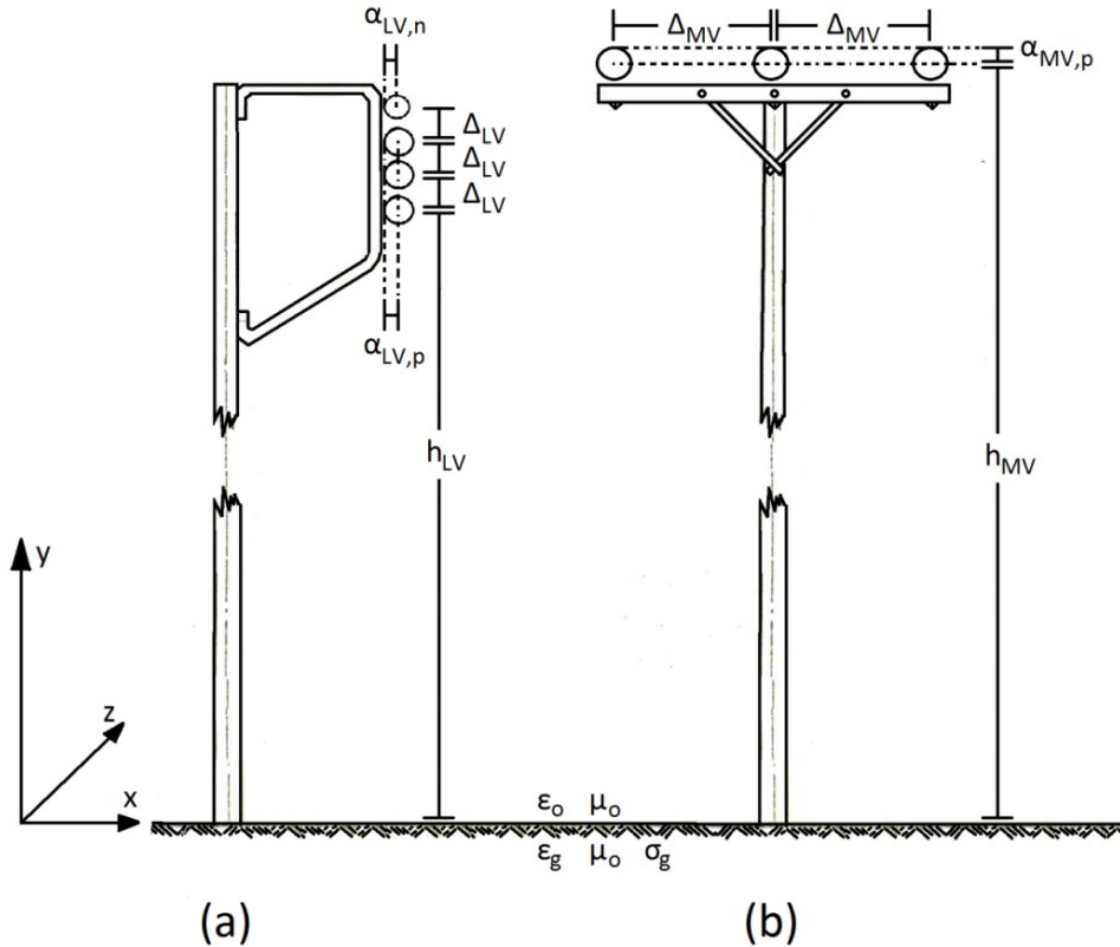 α_LV,n
Δ_LV
Δ_LV
Δ_LV
α_LV,p
h_LV
Δ_MV Δ_MV
α_MV,p
h_MV
y
z
x
ε_o μ_o
ε_g μ_o σ_g
(a) (b)